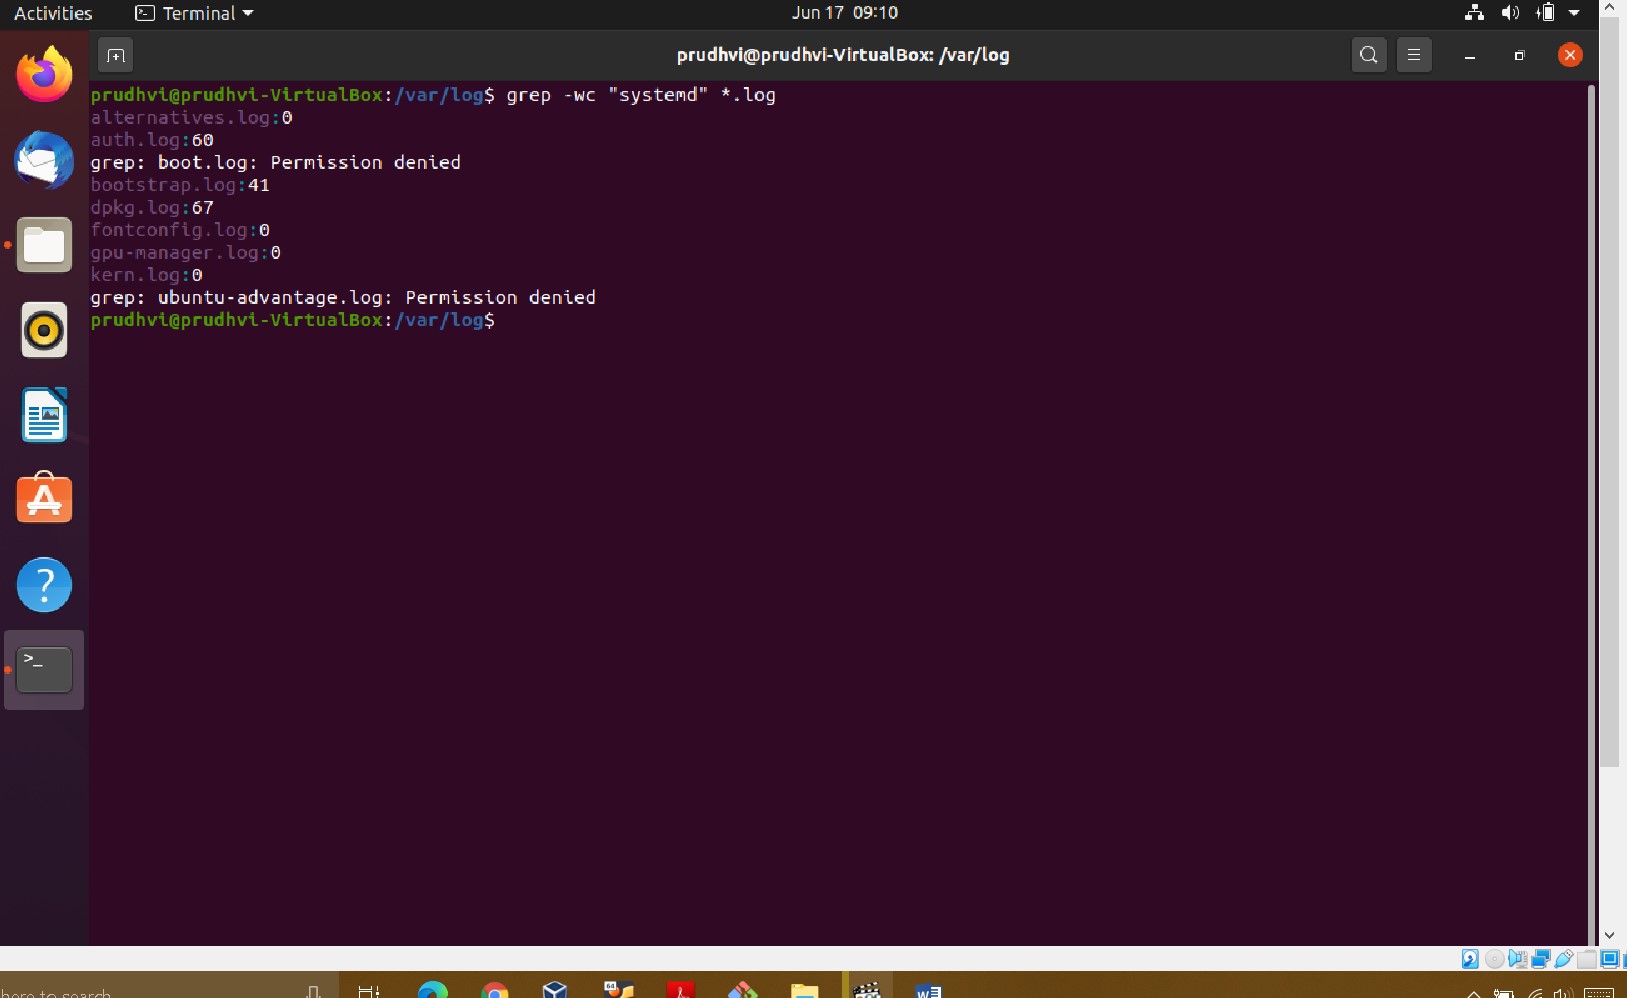 Activities Terminal Jun 17 09:10
prudhvi@prudhvi-VirtualBox: /var/log
prudhvi@prudhvi-VirtualBox:/var/log$ grep -wc "systemd" *.log
alternatives.log:0
auth.log:60
grep: boot.log: Permission denied
bootstrap.log:41
dpkg.log:67
fontconfig.log:0
gpu-manager.log:0
kern.log:0
grep: ubuntu-advantage.log: Permission denied
prudhvi@prudhvi-VirtualBox:/var/log$
here to search